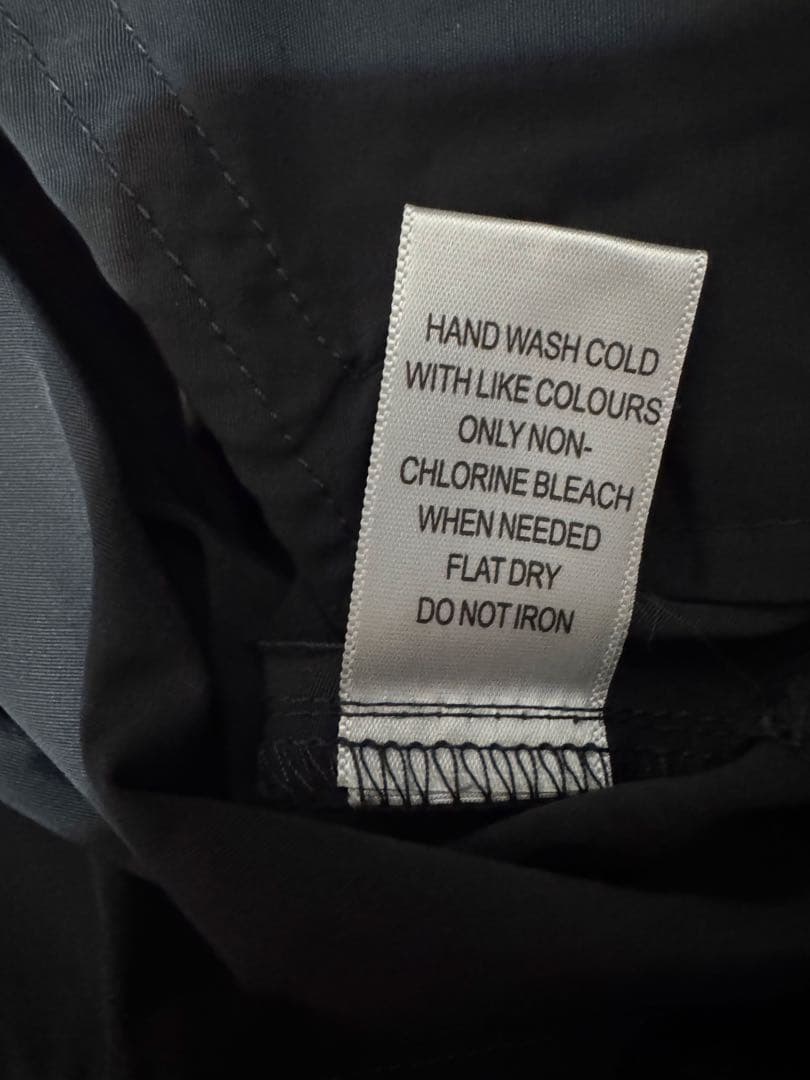 HAND WASH COLD
WITH LIKE COLOURS
ONLY NON-
CHLORINE BLEACH
WHEN NEEDED
FLAT DRY
DO NOT IRON